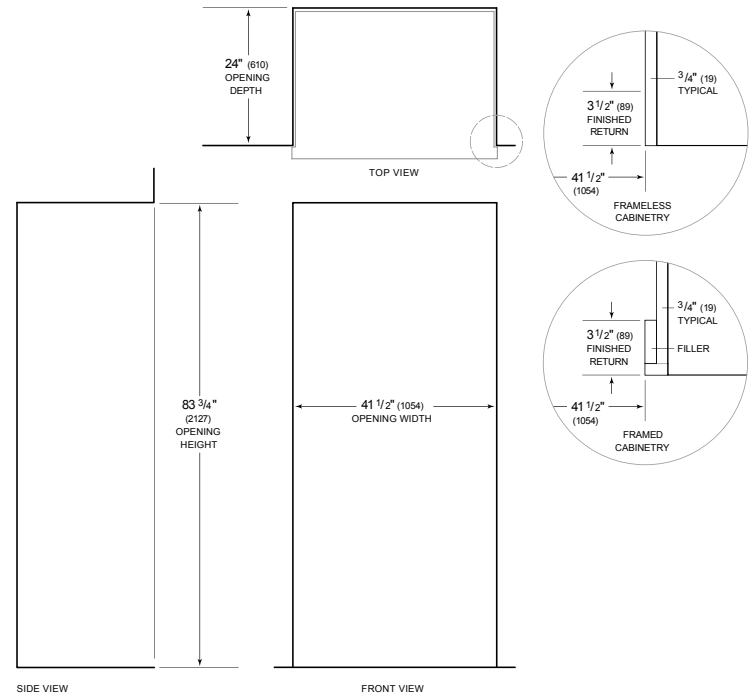 24" (610)
OPENING
DEPTH
TOP VIEW
3/4" (19)
TYPICAL
3 1/2" (89)
FINISHED
RETURN
41 1/2"
(1054)
FRAMELESS
CABINETRY
3/4" (19)
TYPICAL
3 1/2" (89)
FINISHED
RETURN
FILLER
41 1/2"
(1054)
FRAMED
CABINETRY
83 3/4"
(2127)
OPENING
HEIGHT
41 1/2" (1054)
OPENING WIDTH
SIDE VIEW
FRONT VIEW